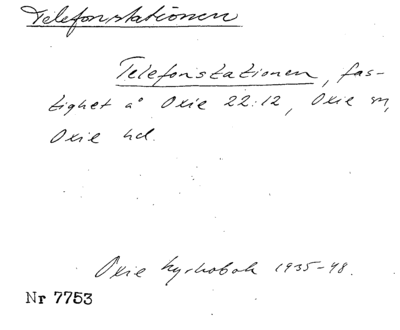 Telefonstationen
Telefonstationen, fas-
tighet å Oxie 22:12, Oxie sn,
Oxie hd.
Oxie kyrkobok 1935-48.
Nr 7753